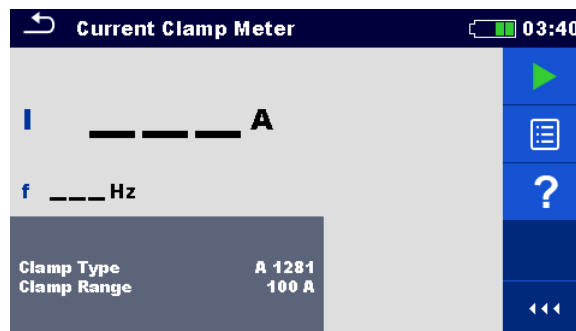 Current Clamp Meter 03:40
I ___ A
f ___ Hz
?
Clamp Type A 1281
Clamp Range 100 A